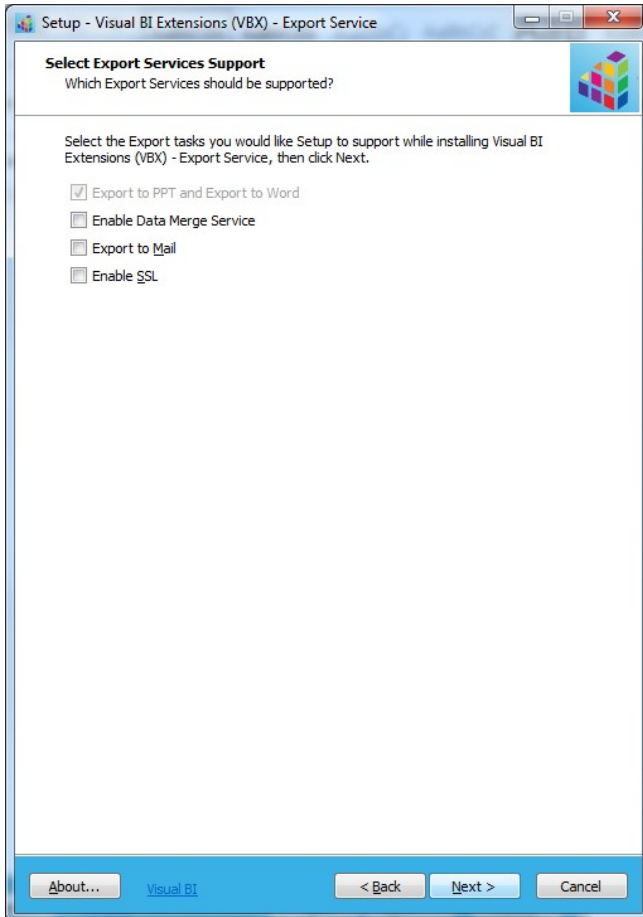 Setup - Visual BI Extensions (VBX) - Export Service
Select Export Services Support
Which Export Services should be supported?
Select the Export tasks you would like Setup to support while installing Visual BI
Extensions (VBX) - Export Service, then click Next.
Export to PPT and Export to Word
Enable Data Merge Service
Export to Mail
Enable SSL
About...
Visual BI
< Back
Next >
Cancel